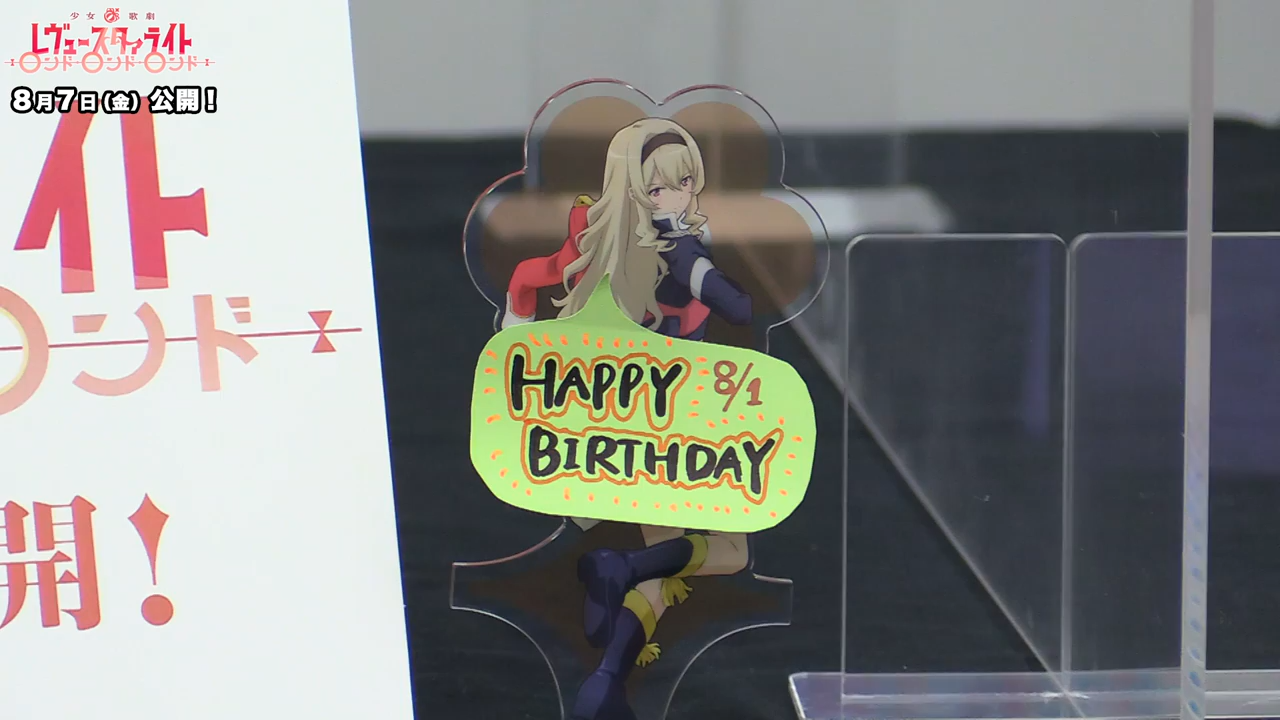 少女歌劇
レヴュースタァライト
ロンド・ロンド・ロンド
8月7日(金) 公開!
イト
ロンド
開!
HAPPY 8/1
BIRTHDAY